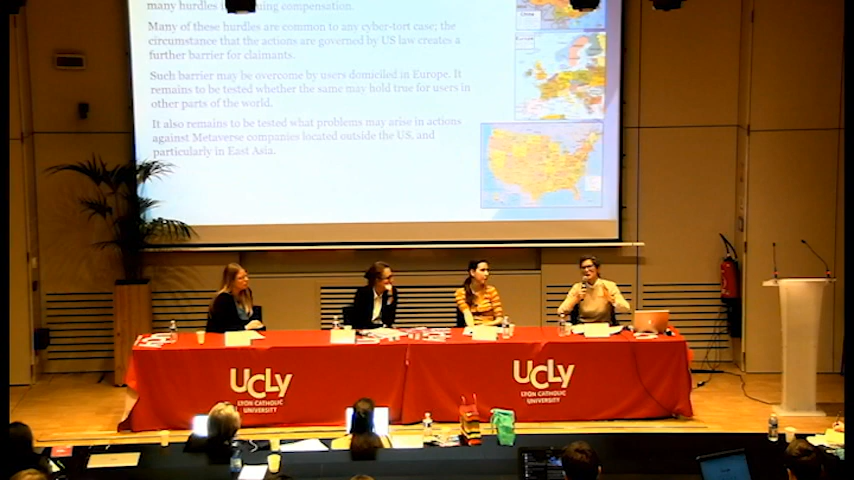 many hurdles in compensation.
Many of these hurdles are common to any cyber-tort case; the
circumstance that the actions are governed by US law creates a
further barrier for claimants.
Such barrier may be overcome by users domiciled in Europe. It
remains to be tested whether the same may hold true for users in
other parts of the world.
It also remains to be tested what problems may arise in actions
against Metaverse companies located outside the US, and
particularly in East Asia.
China
Europe
UCLy
LYON CATHOLIC
UNIVERSITY
UCLy
LYON CATHOLIC
UNIVERSITY